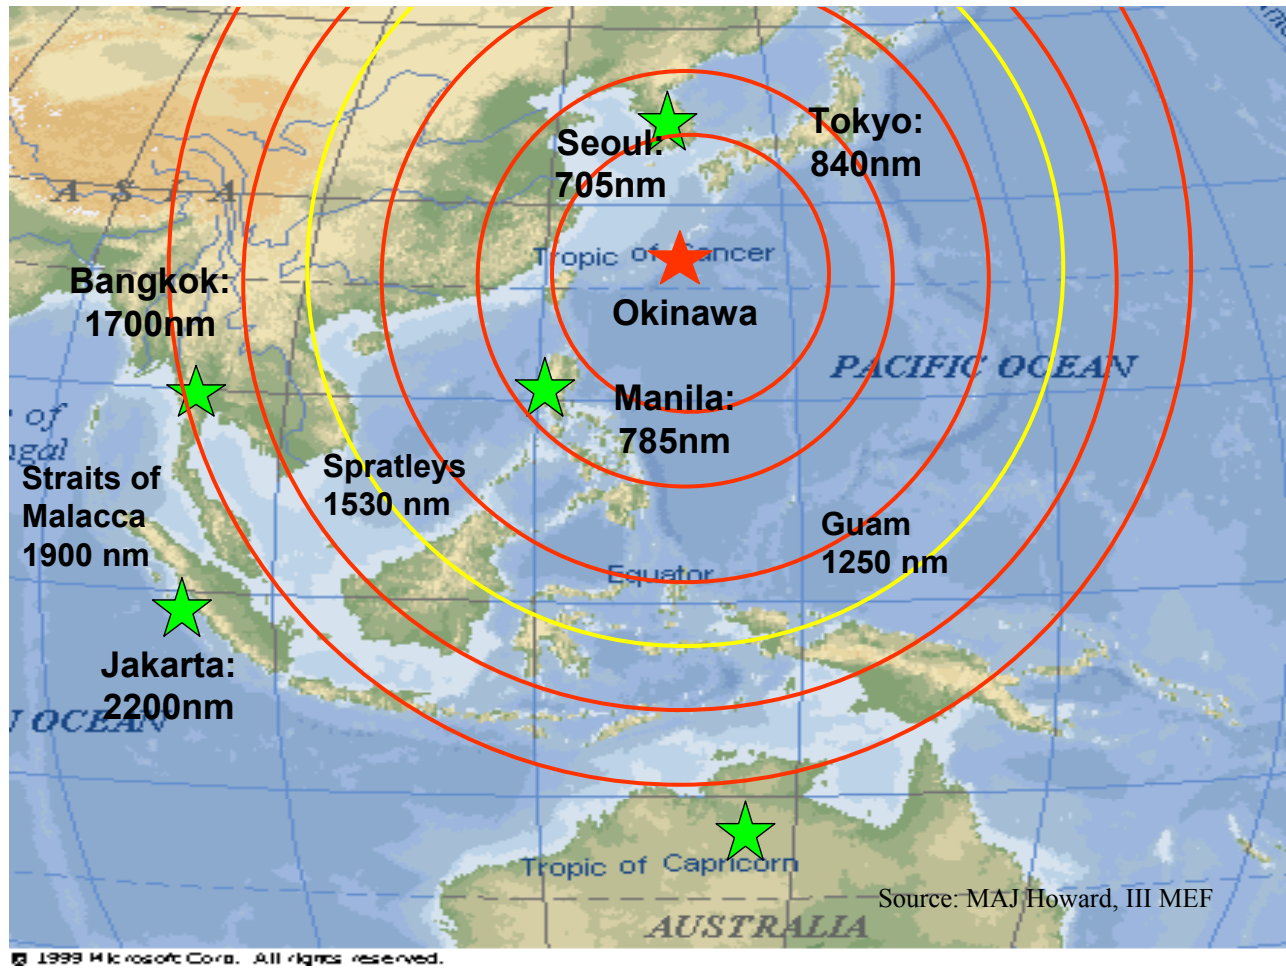 Seoul:
705nm
Tokyo:
840nm
A S I A
Tropic of Cancer
Bangkok:
1700nm
Okinawa
PACIFIC OCEAN
Manila:
785nm
of
ngal
Spratleys
1530 nm
Straits of
Malacca
1900 nm
Guam
1250 nm
Equator
Jakarta:
2200nm
OCEAN
Tropic of Capricorn
Source: MAJ Howard, III MEF
AUSTRALIA
1999 Microsoft Corp. All rights reserved.